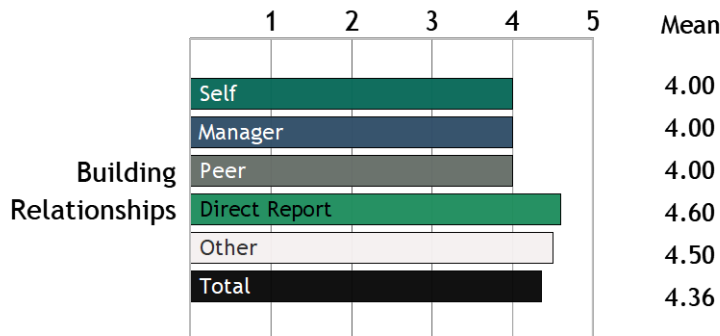 1 2 3 4 5 Mean
Self 4.00
Manager 4.00
Building
Relationships
Peer 4.00
Direct Report 4.60
Other 4.50
Total 4.36